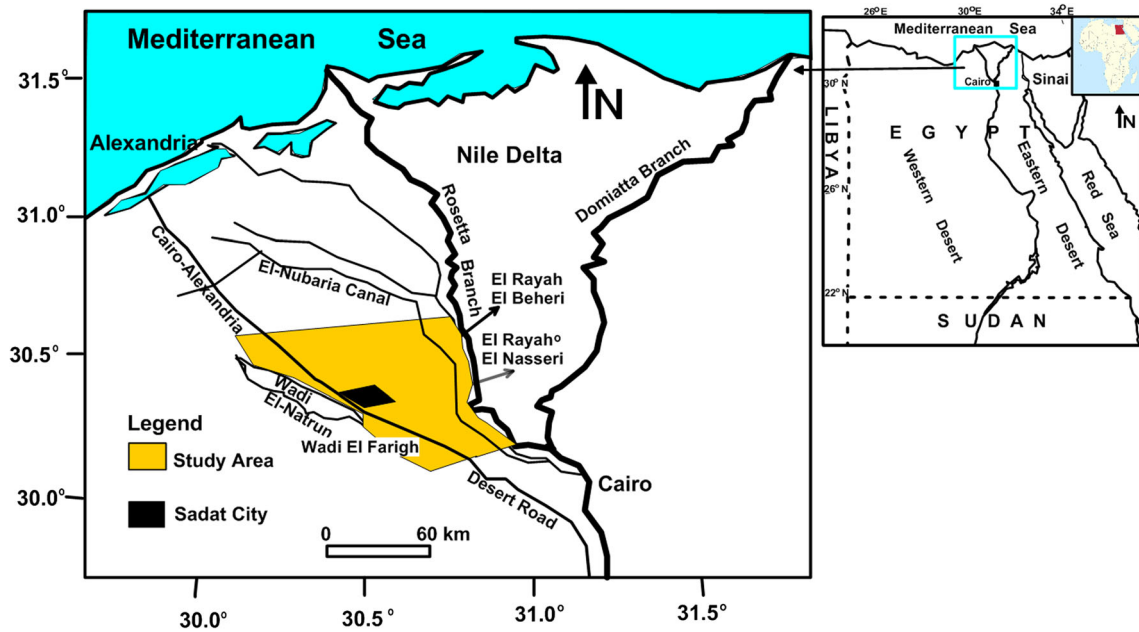 Mediterranean Sea
31.5°
31.0°
30.5°
30.0°
30.0°
30.5°
31.0°
31.5°
N
Alexandria
Nile Delta
Rosetta
Branch
Domiatta Branch
Cairo-Alexandria
El-Nubaria Canal
El Rayah
El Beheri
El Rayah°
El Nasseri
Wadi
El-Natrun
Wadi El Farigh
Desert Road
Cairo
Legend
Study Area
Sadat City
0 60 km
26°E 30°E 34°E
Mediterranean Sea
Cairo
Sinai
N
30° N
26°N
22°N
LIBYA
EGYPT
Western
Desert
Eastern
Desert
Red
Sea
SUDAN